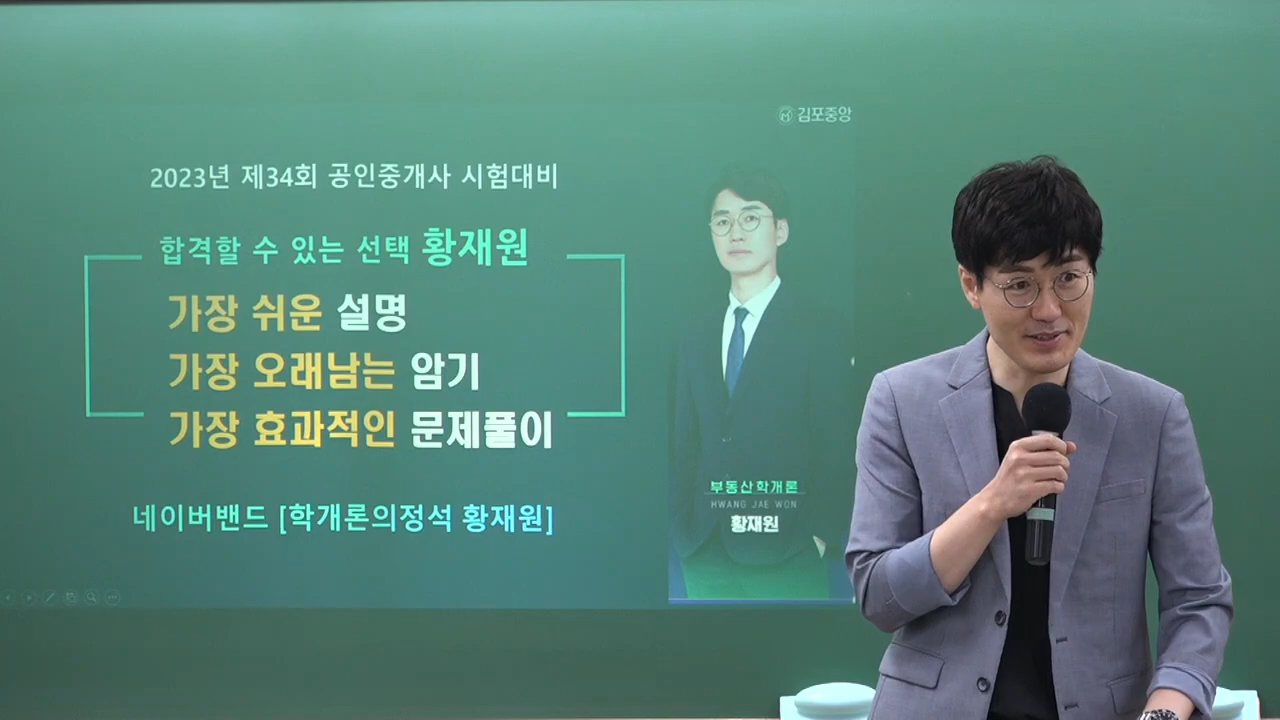 김포중앙
2023년 제34회 공인중개사 시험대비
합격할 수 있는 선택 황재원
가장 쉬운 설명
가장 오래남는 암기
가장 효과적인 문제풀이
네이버밴드 [학개론의정석 황재원]
부동산학개론
HWANG JAE WON
황재원